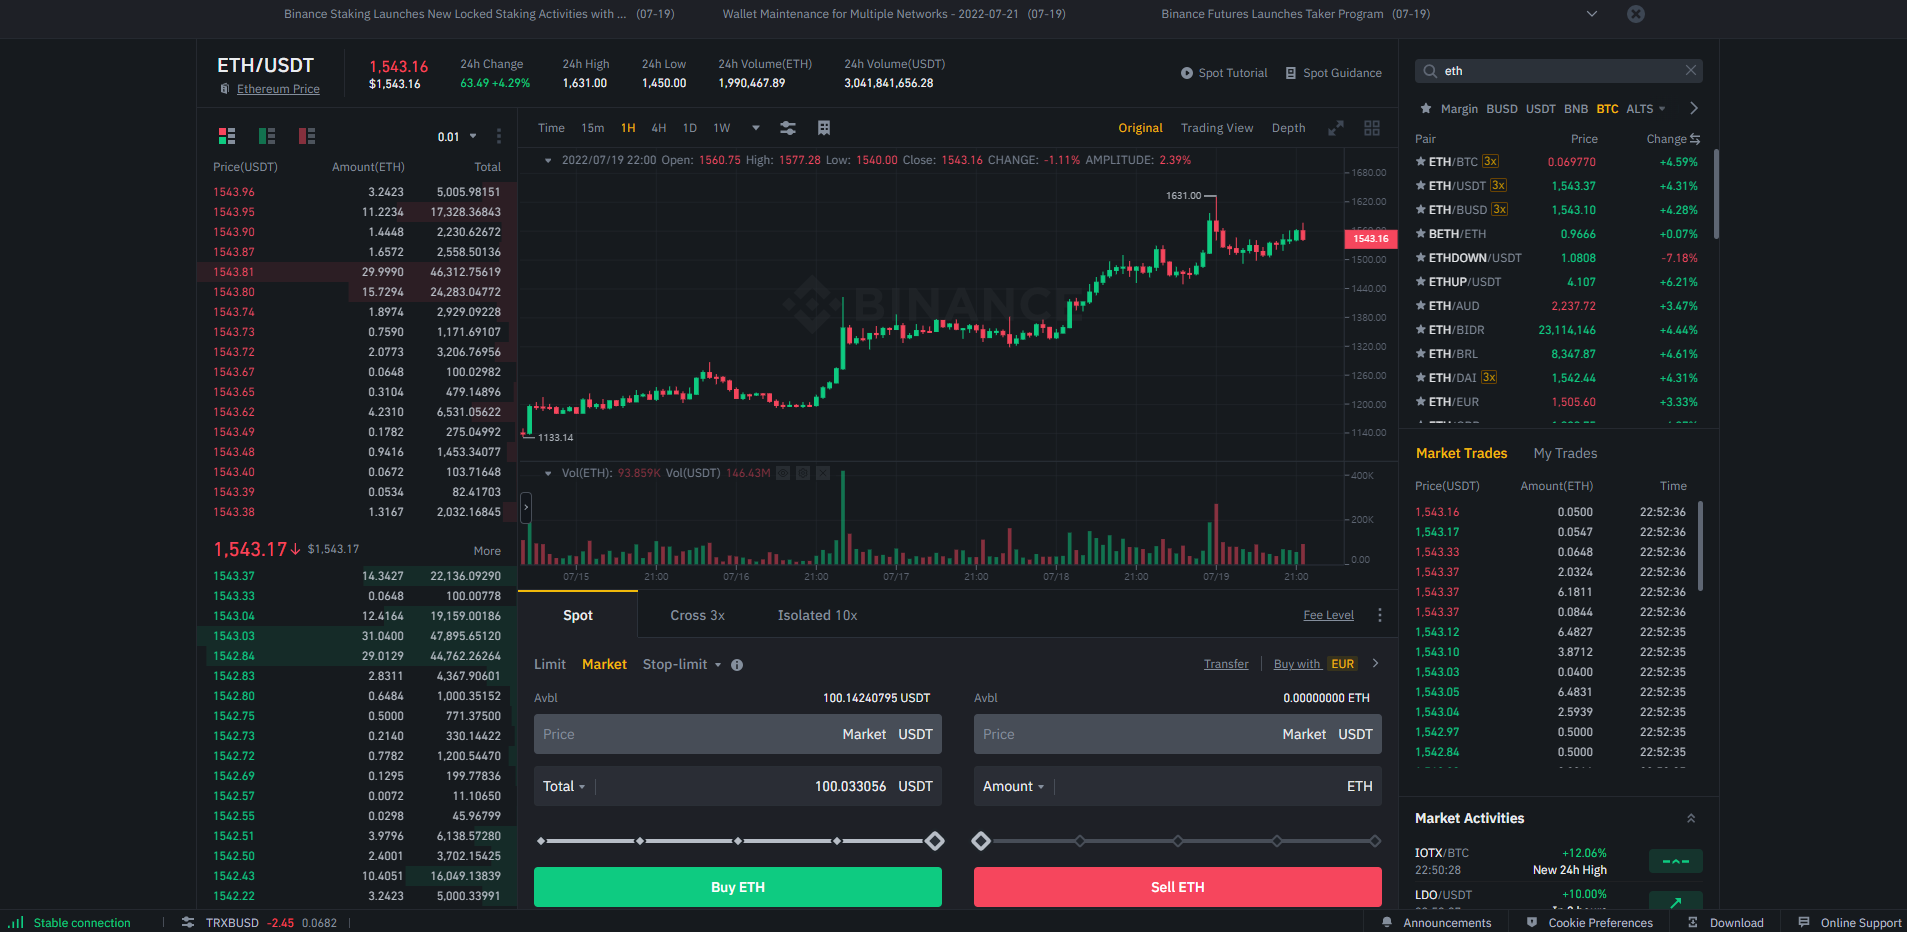 Binance Staking Launches New Locked Staking Activities with ... (07-19) Wallet Maintenance for Multiple Networks - 2022-07-21 (07-19) Binance Futures Launches Taker Program (07-19)
ETH/USDT
Ethereum Price
1,543.16
$1,543.16
24h Change
63.49 +4.29%
24h High
1,631.00
24h Low
1,450.00
24h Volume(ETH)
1,990,467.89
24h Volume(USDT)
3,041,841,656.28
Spot Tutorial Spot Guidance
0.01
Price(USDT) Amount(ETH) Total
1543.96 3.2423 5,005.98151
1543.95 11.2234 17,328.36843
1543.90 1.4448 2,230.62672
1543.87 1.6572 2,558.50136
1543.81 29.9990 46,312.75619
1543.80 15.7294 24,283.04772
1543.74 1.8974 2,929.09228
1543.73 0.7590 1,171.69107
1543.72 2.0773 3,206.76956
1543.67 0.0648 100.02982
1543.65 0.3104 479.14896
1543.62 4.2310 6,531.05622
1543.49 0.1782 275.04992
1543.48 0.9416 1,453.34077
1543.40 0.0672 103.71648
1543.39 0.0534 82.41703
1543.38 1.3167 2,032.16845
1,543.17↓ $1,543.17 More
1543.37 14.3427 22,136.09290
1543.33 0.0648 100.00778
1543.04 12.4164 19,159.00186
1543.03 31.0400 47,895.65120
1542.84 29.0129 44,762.26264
1542.83 2.8311 4,367.90601
1542.80 0.6484 1,000.35152
1542.75 0.5000 771.37500
1542.73 0.2140 330.14422
1542.72 0.7782 1,200.54470
1542.69 0.1295 199.77836
1542.57 0.0072 11.10650
1542.55 0.0298 45.96799
1542.51 3.9796 6,138.57280
1542.50 2.4001 3,702.15425
1542.43 10.4051 16,049.13839
1542.22 3.2423 5,000.33991
Time 15m 1H 4H 1D 1W
Original Trading View Depth
2022/07/19 22:00 Open: 1560.75 High: 1577.28 Low: 1540.00 Close: 1543.16 CHANGE: -1.11% AMPLITUDE: 2.39%
BINANCE
1631.00
1133.14
1680.00
1620.00
1543.16
1500.00
1440.00
1380.00
1320.00
1260.00
1200.00
1140.00
Vol(ETH): 93.859K Vol(USDT) 146.43M
400K
200K
0.00
07/15 21:00 07/16 21:00 07/17 21:00 07/18 21:00 07/19 21:00
Spot Cross 3x Isolated 10x
Fee Level
Limit Market Stop-limit
Transfer Buy with EUR
Avbl 100.14240795 USDT
Price Market USDT
Total 100.033056 USDT
Buy ETH
Avbl 0.00000000 ETH
Price Market USDT
Amount ETH
Sell ETH
eth
Margin BUSD USDT BNB BTC ALTS
Pair Price Change
ETH/BTC 3x 0.069770 +4.59%
ETH/USDT 3x 1,543.37 +4.31%
ETH/BUSD 3x 1,543.10 +4.28%
BETH/ETH 0.9666 +0.07%
ETHDOWN/USDT 1.0808 -7.18%
ETHUP/USDT 4.107 +6.21%
ETH/AUD 2,237.72 +3.47%
ETH/BIDR 23,114,146 +4.44%
ETH/BRL 8,347.87 +4.61%
ETH/DAI 3x 1,542.44 +4.31%
ETH/EUR 1,505.60 +3.33%
Market Trades My Trades
Price(USDT) Amount(ETH) Time
1,543.16 0.0500 22:52:36
1,543.17 0.0547 22:52:36
1,543.33 0.0648 22:52:36
1,543.37 2.0324 22:52:36
1,543.37 6.1811 22:52:36
1,543.37 0.0844 22:52:36
1,543.12 6.4827 22:52:35
1,543.10 3.8712 22:52:35
1,543.03 0.0400 22:52:35
1,543.05 6.4831 22:52:35
1,543.04 2.5939 22:52:35
1,542.97 0.5000 22:52:35
1,542.84 0.5000 22:52:35
Market Activities
IOTX/BTC +12.06%
22:50:28 New 24h High
LDO/USDT +10.00%
Stable connection TRXBUSD -2.45 0.0682
Announcements Cookie Preferences Download Online Support